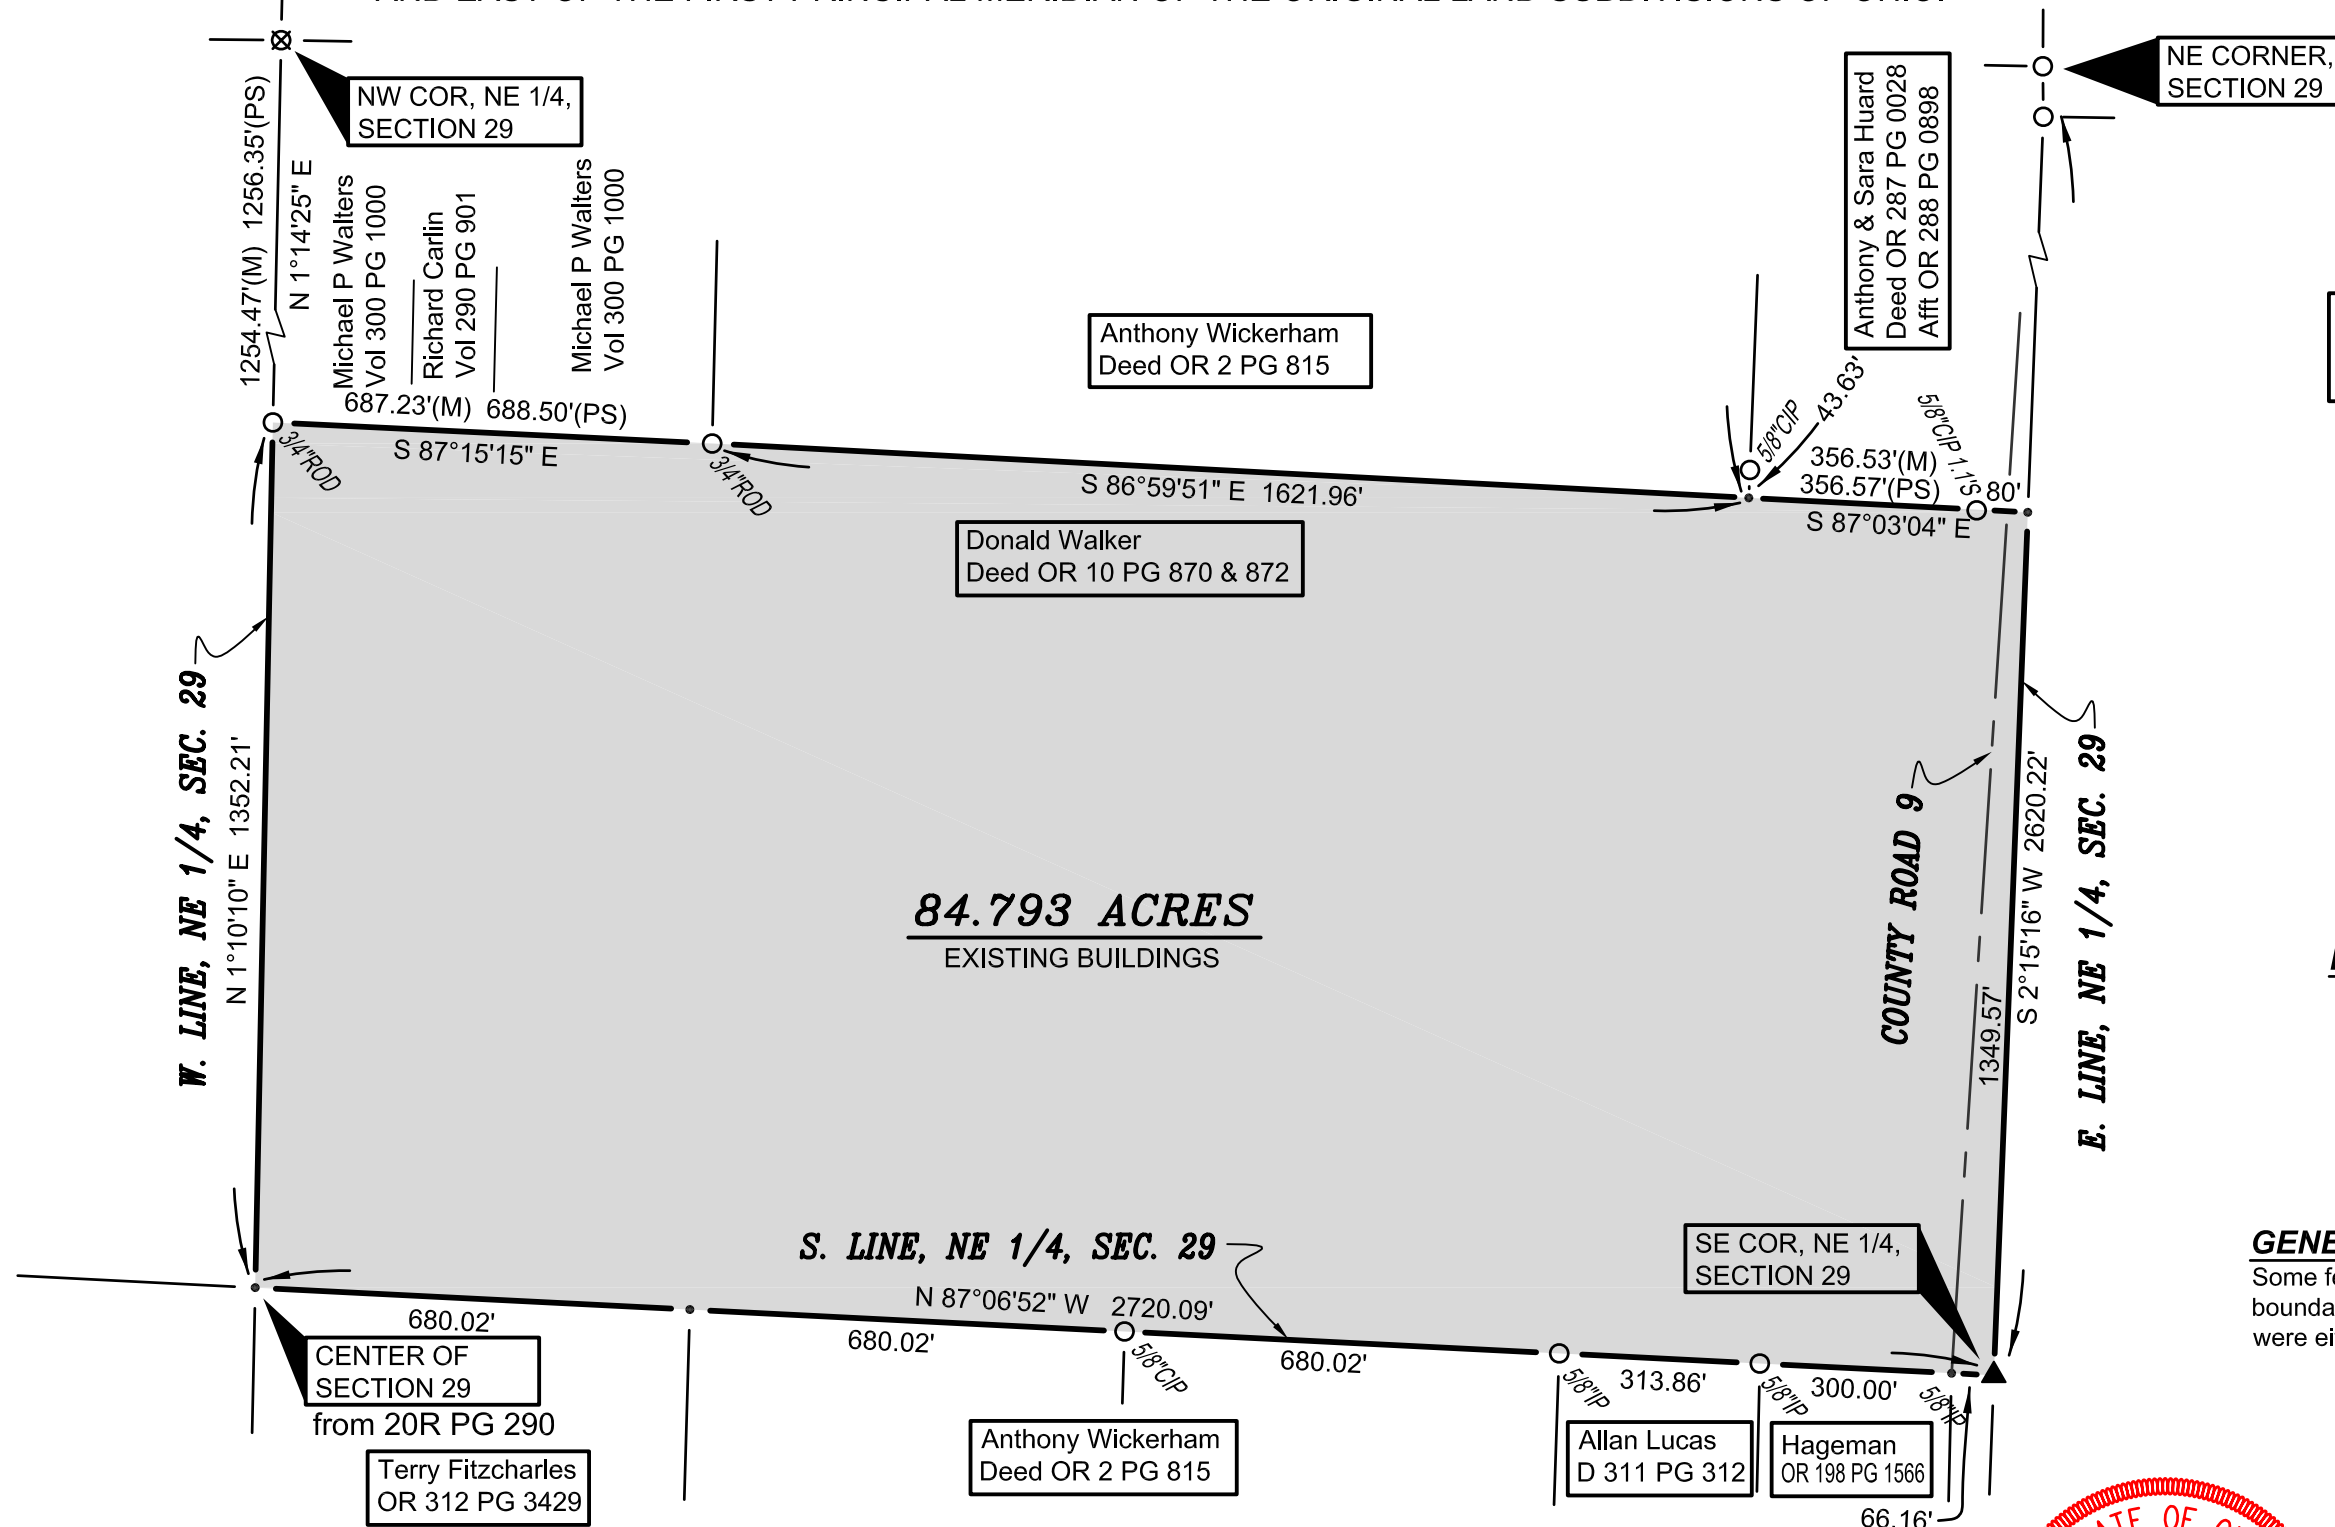 NW COR, NE 1/4,
SECTION 29
NE CORNER,
SECTION 29
1254.47'(M) 1256.35'(PS)
N 1°14'25" E
Michael P Walters
Vol 300 PG 1000
Richard Carlin
Vol 290 PG 901
Michael P Walters
Vol 300 PG 1000
Anthony Wickerham
Deed OR 2 PG 815
Anthony & Sara Huard
Deed OR 287 PG 0028
Afft OR 288 PG 0898
687.23'(M) 688.50'(PS)
S 87°15'15" E
3/4"ROD
3/4"ROD
S 86°59'51" E 1621.96'
5/8"CIP
43.63'
356.53'(M)
356.57'(PS)
S 87°03'04" E
5/8"CIP 1.1'S
80'
Donald Walker
Deed OR 10 PG 870 & 872
W. LINE, NE 1/4, SEC. 29
N 1°10'10" E 1352.21'
84.793 ACRES
EXISTING BUILDINGS
COUNTY ROAD 9
1349.57'
S 2°15'16" W 2620.22'
E. LINE, NE 1/4, SEC. 29
S. LINE, NE 1/4, SEC. 29
N 87°06'52" W 2720.09'
SE COR, NE 1/4,
SECTION 29
680.02'
680.02'
680.02'
313.86'
300.00'
66.16'
5/8"CIP
5/8"IP
5/8"IP
5/8"IP
CENTER OF
SECTION 29
from 20R PG 290
Terry Fitzcharles
OR 312 PG 3429
Anthony Wickerham
Deed OR 2 PG 815
Allan Lucas
D 311 PG 312
Hageman
OR 198 PG 1566
GENE
Some f
bounda
were ei
OF